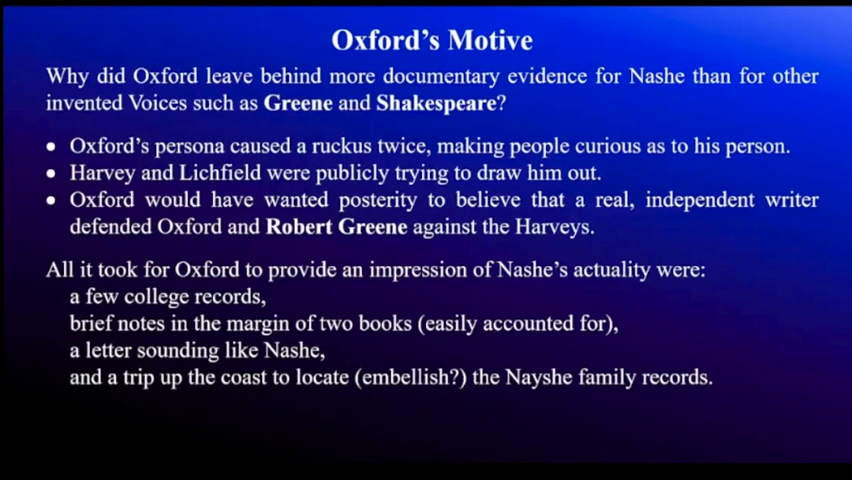 Oxford's Motive
Why did Oxford leave behind more documentary evidence for Nashe than for other
invented Voices such as Greene and Shakespeare?
• Oxford's persona caused a ruckus twice, making people curious as to his person.
• Harvey and Lichfield were publicly trying to draw him out.
• Oxford would have wanted posterity to believe that a real, independent writer
defended Oxford and Robert Greene against the Harveys.
All it took for Oxford to provide an impression of Nashe's actuality were:
a few college records,
brief notes in the margin of two books (easily accounted for),
a letter sounding like Nashe,
and a trip up the coast to locate (embellish?) the Nayshe family records.